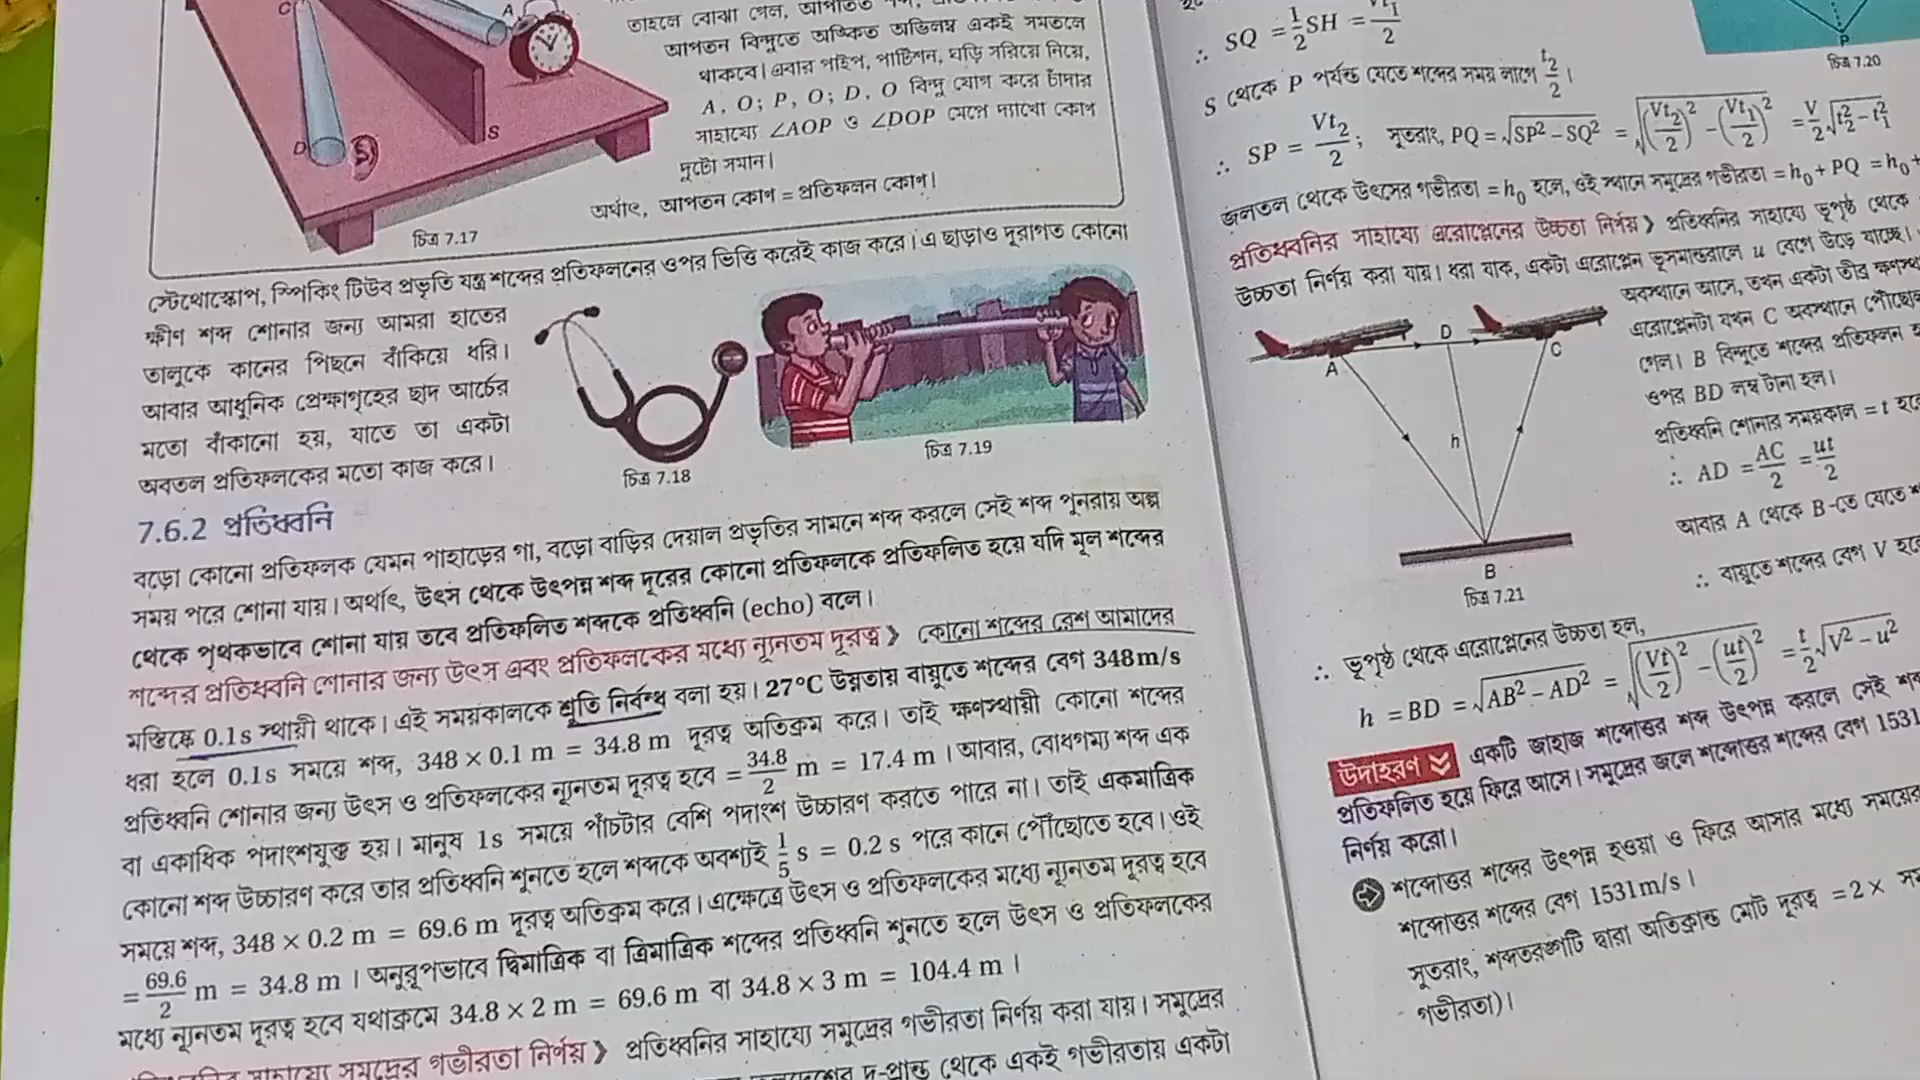 C
A
S
D
তাহলে বোঝা গেল, আপতিত
আপতন বিন্দুতে অঙ্কিত অভিলম্ব একই সমতলে
থাকবে। এবার পাইপ, পার্টিশন, ঘড়ি সরিয়ে নিয়ে,
A, O; P, O; D, O বিন্দু যোগ করে চাঁদার
সাহায্যে ∠AOP ও ∠DOP মেপে দ্যাখো কোণ
দুটো সমান।
অর্থাৎ, আপতন কোণ = প্রতিফলন কোণ।
চিত্র 7.17
স্টেথোস্কোপ, স্পিকিং টিউব প্রভৃতি যন্ত্র শব্দের প্রতিফলনের ওপর ভিত্তি করেই কাজ করে। এ ছাড়াও দূরাগত কোনো
ক্ষীণ শব্দ শোনার জন্য আমরা হাতের
তালুকে কানের পিছনে বাঁকিয়ে ধরি।
আবার আধুনিক প্রেক্ষাগৃহের ছাদ আর্চের
মতো বাঁকানো হয়, যাতে তা একটা
অবতল প্রতিফলকের মতো কাজ করে।
চিত্র 7.18
চিত্র 7.19
7.6.2 প্রতিধ্বনি
বড়ো কোনো প্রতিফলক যেমন পাহাড়ের গা, বড়ো বাড়ির দেয়াল প্রভৃতির সামনে শব্দ করলে সেই শব্দ পুনরায় অল্প
সময় পরে শোনা যায়। অর্থাৎ, উৎস থেকে উৎপন্ন শব্দ দূরের কোনো প্রতিফলকে প্রতিফলিত হয়ে যদি মূল শব্দের
থেকে পৃথকভাবে শোনা যায় তবে প্রতিফলিত শব্দকে প্রতিধ্বনি (echo) বলে।
শব্দের প্রতিধ্বনি শোনার জন্য উৎস এবং প্রতিফলকের মধ্যে ন্যূনতম দূরত্ব ❯ কোনো শব্দের রেশ আমাদের
মস্তিষ্কে 0.1s স্থায়ী থাকে। এই সময়কালকে শ্রুতি নির্বন্ধ বলা হয়। 27°C উষ্ণতায় বায়ুতে শব্দের বেগ 348m/s
ধরা হলে 0.1s সময়ে শব্দ, 348 × 0.1 m = 34.8 m দূরত্ব অতিক্রম করে। তাই ক্ষণস্থায়ী কোনো শব্দের
প্রতিধ্বনি শোনার জন্য উৎস ও প্রতিফলকের ন্যূনতম দূরত্ব হবে = 34.8/2 m = 17.4 m । আবার, বোধগম্য শব্দ এক
বা একাধিক পদাংশযুক্ত হয়। মানুষ 1s সময়ে পাঁচটার বেশি পদাংশ উচ্চারণ করতে পারে না। তাই একমাত্রিক
কোনো শব্দ উচ্চারণ করে তার প্রতিধ্বনি শুনতে হলে শব্দকে অবশ্যই 1/5 s = 0.2 s পরে কানে পৌঁছোতে হবে। ওই
সময়ে শব্দ, 348 × 0.2 m = 69.6 m দূরত্ব অতিক্রম করে। এক্ষেত্রে উৎস ও প্রতিফলকের মধ্যে ন্যূনতম দূরত্ব হবে
= 69.6/2 m = 34.8 m । অনুরূপভাবে দ্বিমাত্রিক বা ত্রিমাত্রিক শব্দের প্রতিধ্বনি শুনতে হলে উৎস ও প্রতিফলকের
মধ্যে ন্যূনতম দূরত্ব হবে যথাক্রমে 34.8 × 2 m = 69.6 m বা 34.8 × 3 m = 104.4 m ।
সাহায্যে সমুদ্রের গভীরতা নির্ণয় ❯ প্রতিধ্বনির সাহায্যে সমুদ্রের গভীরতা নির্ণয় করা যায়। সমুদ্রের
থেকে একই গভীরতায় একটা
∴ SQ = 1/2 SH = Vt₁/2
P
চিত্র 7.20
S থেকে P পর্যন্ত যেতে শব্দের সময় লাগে t₂/2 ।
∴ SP = Vt₂/2 ; সুতরাং, PQ = √(SP² − SQ²) = √((Vt₂/2)² − (Vt₁/2)²) = V/2 √(t₂² − t₁²)
জলতল থেকে উৎসের গভীরতা = h₀ হলে, ওই স্থানে সমুদ্রের গভীরতা = h₀ + PQ = h₀ +
প্রতিধ্বনির সাহায্যে এরোপ্লেনের উচ্চতা নির্ণয় ❯ প্রতিধ্বনির সাহায্যে ভূপৃষ্ঠ থেকে
উচ্চতা নির্ণয় করা যায়। ধরা যাক, একটা এরোপ্লেন ভূসমান্তরালে u বেগে উড়ে যাচ্ছে।
অবস্থানে আসে, তখন একটা তীব্র
এরোপ্লেনটা যখন C অবস্থানে
গেল। B বিন্দুতে শব্দের প্রতিফলন
ওপর BD লম্ব টানা হল।
প্রতিধ্বনি শোনার সময়কাল = t
∴ AD = AC/2 = ut/2
আবার A থেকে B-তে যেতে
∴ বায়ুতে শব্দের বেগ V
A
D
C
h
B
চিত্র 7.21
∴ ভূপৃষ্ঠ থেকে এরোপ্লেনের উচ্চতা হল,
h = BD = √(AB² − AD²) = √((Vt/2)² − (ut/2)²) = t/2 √(V² − u²)
উদাহরণ একটি জাহাজ শব্দোত্তর শব্দ উৎপন্ন করলে সেই
প্রতিফলিত হয়ে ফিরে আসে। সমুদ্রের জলে শব্দোত্তর শব্দের বেগ 1531
নির্ণয় করো।
শব্দোত্তর শব্দের উৎপন্ন হওয়া ও ফিরে আসার মধ্যে সময়ের
শব্দোত্তর শব্দের বেগ 1531m/s ।
সুতরাং, শব্দতরঙ্গটি দ্বারা অতিক্রান্ত মোট দূরত্ব = 2 ×
গভীরতা)।